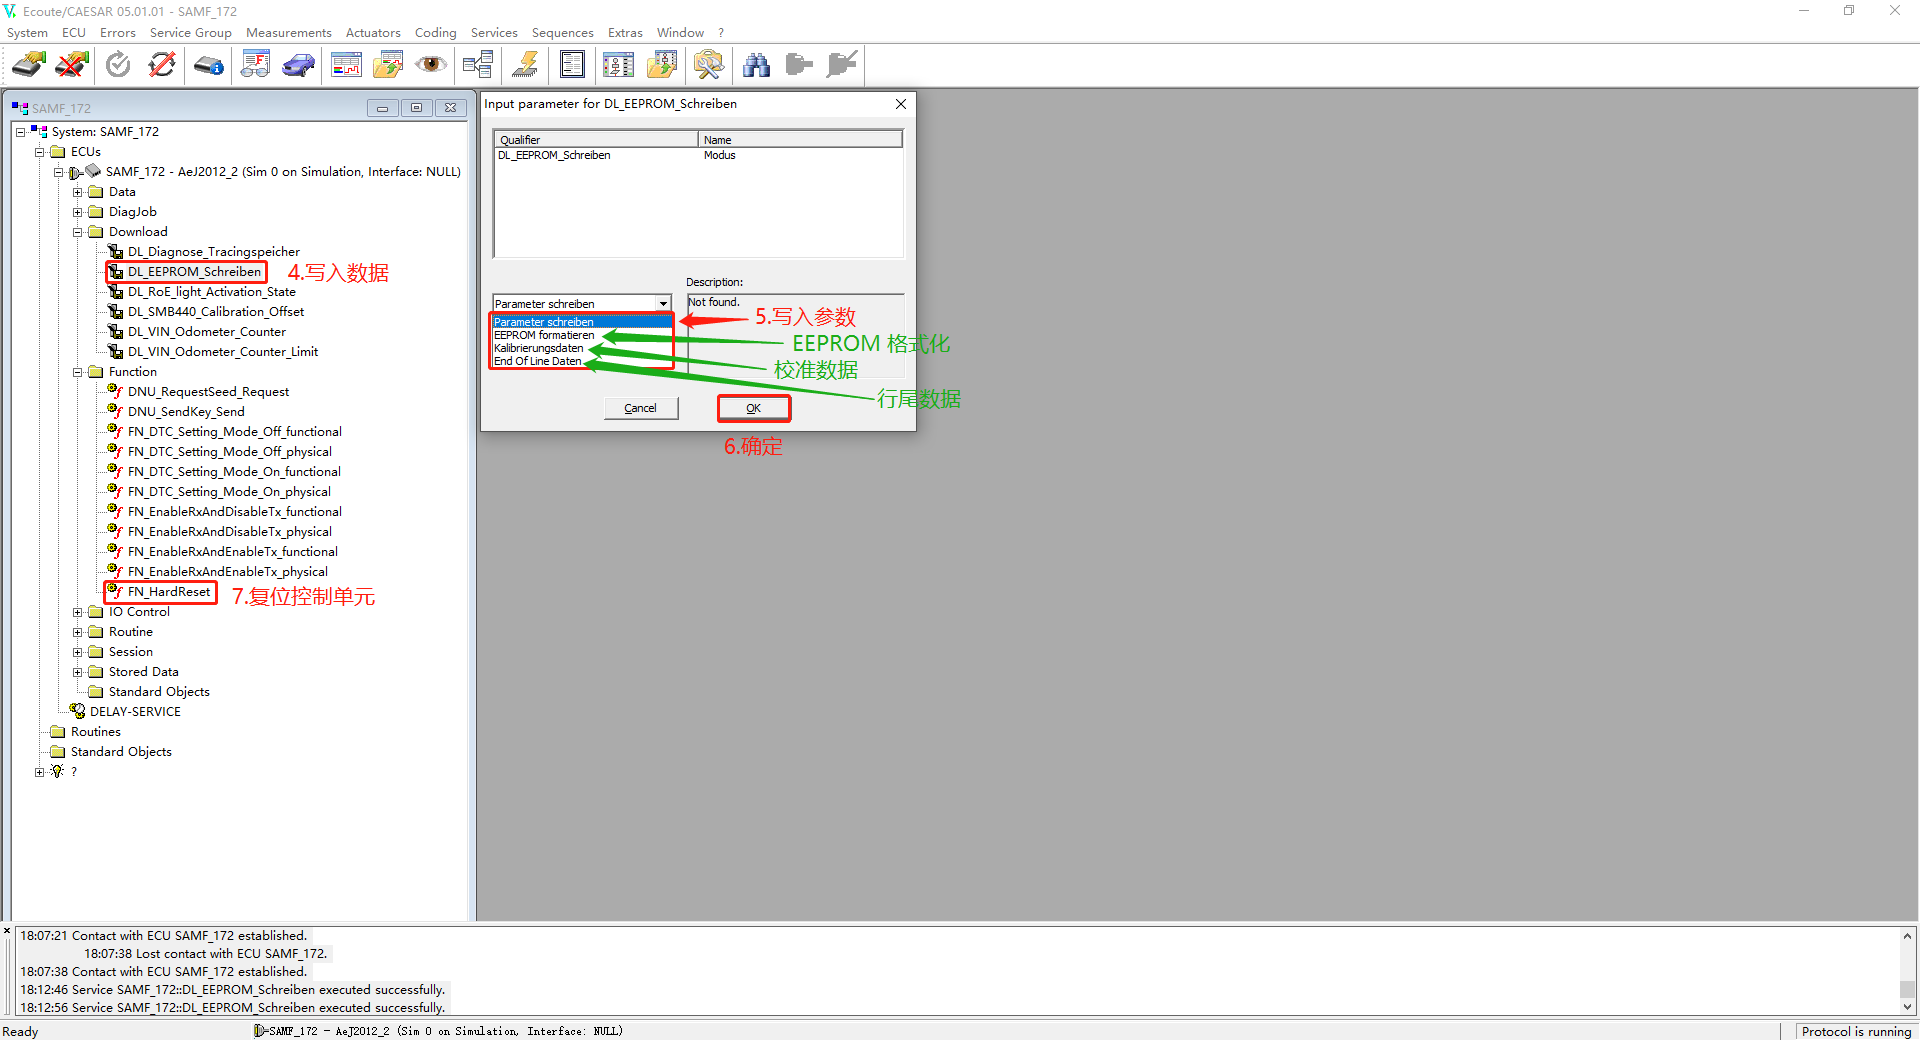 Ecoute/CAESAR 05.01.01 - SAMF_172
System ECU Errors Service Group Measurements Actuators Coding Services Sequences Extras Window ?
SAMF_172
System: SAMF_172
ECUs
SAMF_172 - AeJ2012_2 (Sim 0 on Simulation, Interface: NULL)
Data
DiagJob
Download
DL_Diagnose_Tracingspeicher
DL_EEPROM_Schreiben 4.写入数据
DL_RoE_light_Activation_State
DL_SMB440_Calibration_Offset
DL_VIN_Odometer_Counter
DL_VIN_Odometer_Counter_Limit
Function
DNU_RequestSeed_Request
DNU_SendKey_Send
FN_DTC_Setting_Mode_Off_functional
FN_DTC_Setting_Mode_Off_physical
FN_DTC_Setting_Mode_On_functional
FN_DTC_Setting_Mode_On_physical
FN_EnableRxAndDisableTx_functional
FN_EnableRxAndDisableTx_physical
FN_EnableRxAndEnableTx_functional
FN_EnableRxAndEnableTx_physical
FN_HardReset 7.复位控制单元
IO Control
Routine
Session
Stored Data
Standard Objects
DELAY-SERVICE
Routines
Standard Objects
?
Input parameter for DL_EEPROM_Schreiben
Qualifier Name
DL_EEPROM_Schreiben Modus
Description:
Parameter schreiben Not found.
Parameter schreiben 5.写入参数
EEPROM formatieren EEPROM 格式化
Kalibrierungsdaten 校准数据
End Of Line Daten 行尾数据
Cancel OK
6.确定
18:07:21 Contact with ECU SAMF_172 established.
18:07:38 Lost contact with ECU SAMF_172.
18:07:38 Contact with ECU SAMF_172 established.
18:12:46 Service SAMF_172::DL_EEPROM_Schreiben executed successfully.
18:12:56 Service SAMF_172::DL_EEPROM_Schreiben executed successfully.
Ready SAMF_172 - AeJ2012_2 (Sim 0 on Simulation, Interface: NULL) Protocol is running